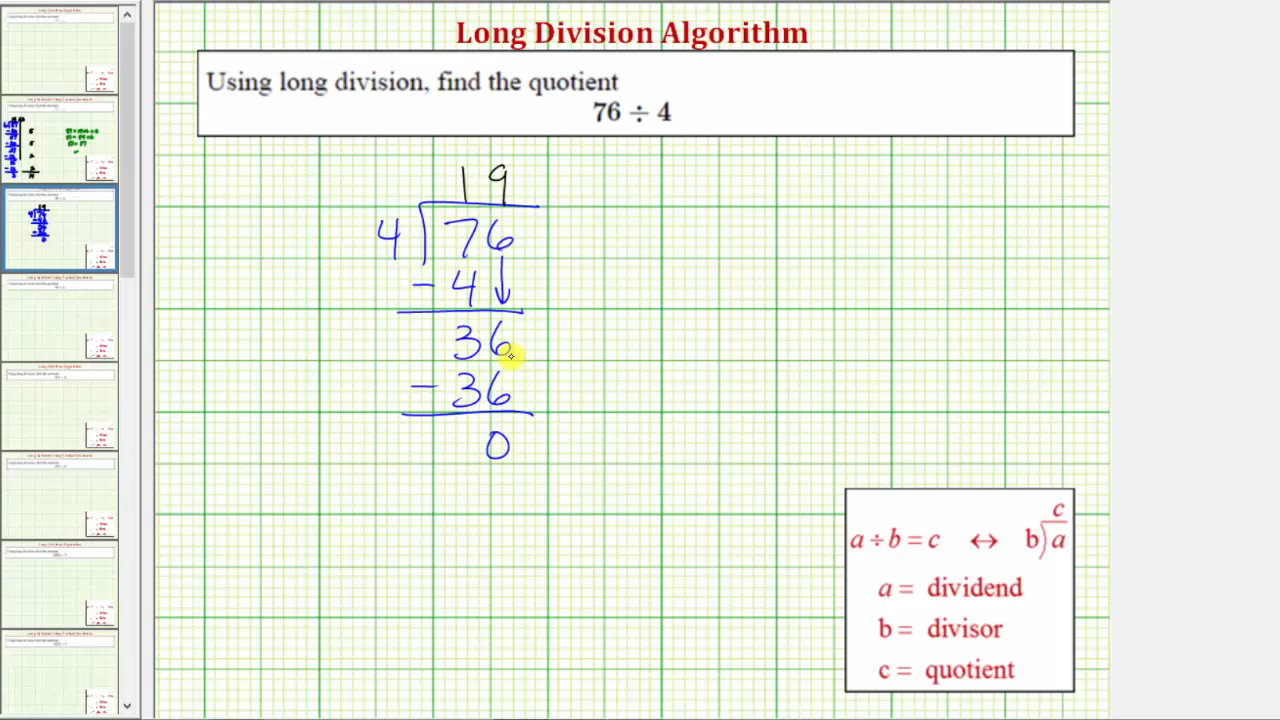 Long Division Algorithm
Using long division, find the quotient
76 ÷ 4
19
4 76
- 4 ↓
36
- 36
0
c
a ÷ b = c ↔ b)a
a = dividend
b = divisor
c = quotient